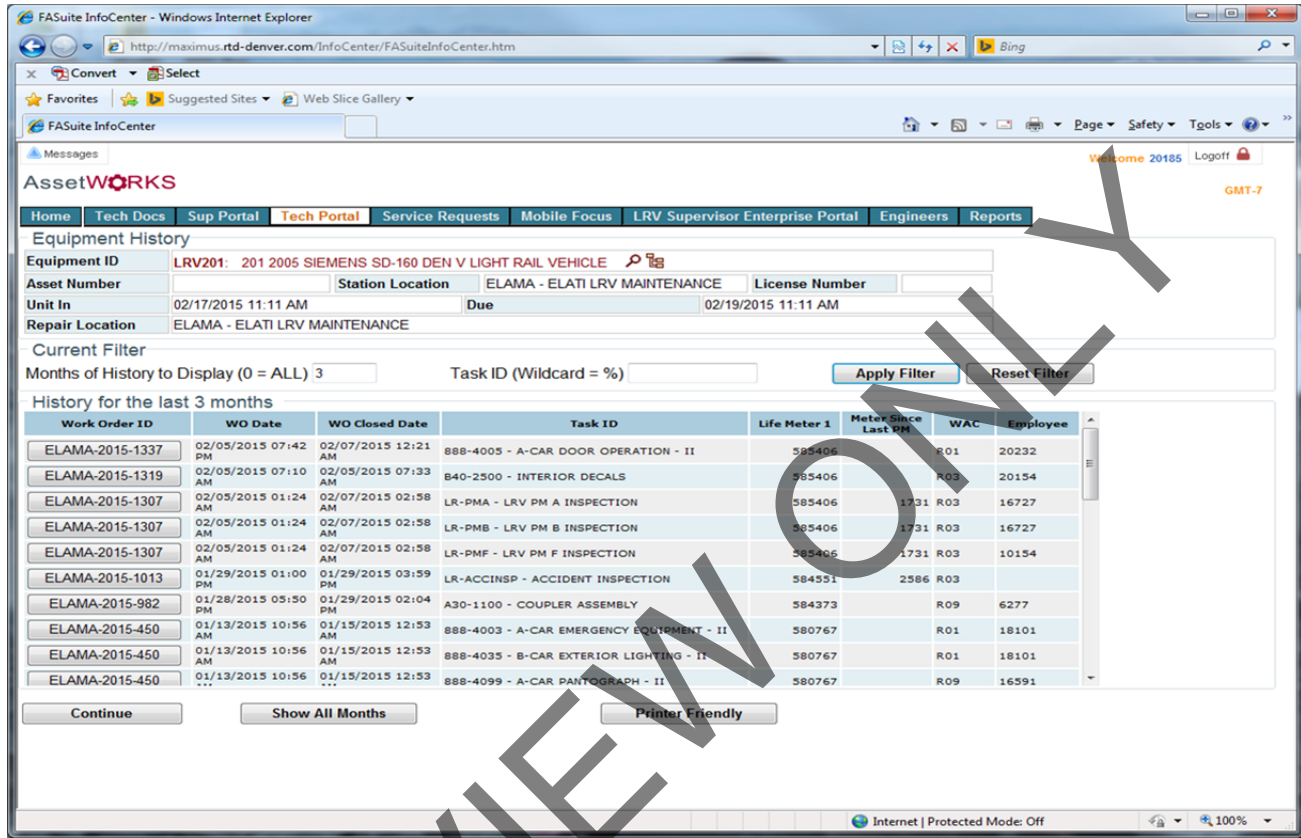 FASuite InfoCenter - Windows Internet Explorer
http://maximus.rtd-denver.com/InfoCenter/FASuiteInfoCenter.htm Bing
x Convert Select
Favorites Suggested Sites Web Slice Gallery
FASuite InfoCenter Page Safety Tools
Messages Welcome 20185 Logoff
AssetWORKS
GMT-7
Home Tech Docs Sup Portal Tech Portal Service Requests Mobile Focus LRV Supervisor Enterprise Portal Engineers Reports
Equipment History
Equipment ID LRV201: 201 2005 SIEMENS SD-160 DEN V LIGHT RAIL VEHICLE
Asset Number Station Location ELAMA - ELATI LRV MAINTENANCE License Number
Unit In 02/17/2015 11:11 AM Due 02/19/2015 11:11 AM
Repair Location ELAMA - ELATI LRV MAINTENANCE
Current Filter
Months of History to Display (0 = ALL) 3 Task ID (Wildcard = %) Apply Filter Reset Filter
History for the last 3 months
Work Order ID WO Date WO Closed Date Task ID Life Meter 1 Meter Since Last PM WAC Employee
ELAMA-2015-1337 02/05/2015 07:42 PM 02/07/2015 12:21 AM 888-4005 - A-CAR DOOR OPERATION - II 585406 R01 20232
ELAMA-2015-1319 02/05/2015 07:10 AM 02/05/2015 07:33 AM B40-2500 - INTERIOR DECALS 585406 R03 20154
ELAMA-2015-1307 02/05/2015 01:24 AM 02/07/2015 02:58 AM LR-PMA - LRV PM A INSPECTION 585406 1731 R03 16727
ELAMA-2015-1307 02/05/2015 01:24 AM 02/07/2015 02:58 AM LR-PMB - LRV PM B INSPECTION 585406 1731 R03 16727
ELAMA-2015-1307 02/05/2015 01:24 AM 02/07/2015 02:58 AM LR-PMF - LRV PM F INSPECTION 585406 1731 R03 10154
ELAMA-2015-1013 01/29/2015 01:00 PM 01/29/2015 03:59 PM LR-ACCINSP - ACCIDENT INSPECTION 584551 2586 R03
ELAMA-2015-982 01/28/2015 05:50 PM 01/29/2015 02:04 PM A30-1100 - COUPLER ASSEMBLY 584373 R09 6277
ELAMA-2015-450 01/13/2015 10:56 AM 01/15/2015 12:53 AM 888-4003 - A-CAR EMERGENCY EQUIPMENT - II 580767 R01 18101
ELAMA-2015-450 01/13/2015 10:56 AM 01/15/2015 12:53 AM 888-4035 - B-CAR EXTERIOR LIGHTING - II 580767 R01 18101
ELAMA-2015-450 01/13/2015 10:56 01/15/2015 12:53 888-4099 - A-CAR PANTOGRAPH - II 580767 R09 16591
Continue Show All Months Printer Friendly
Internet | Protected Mode: Off 100%
VIEW ONLY